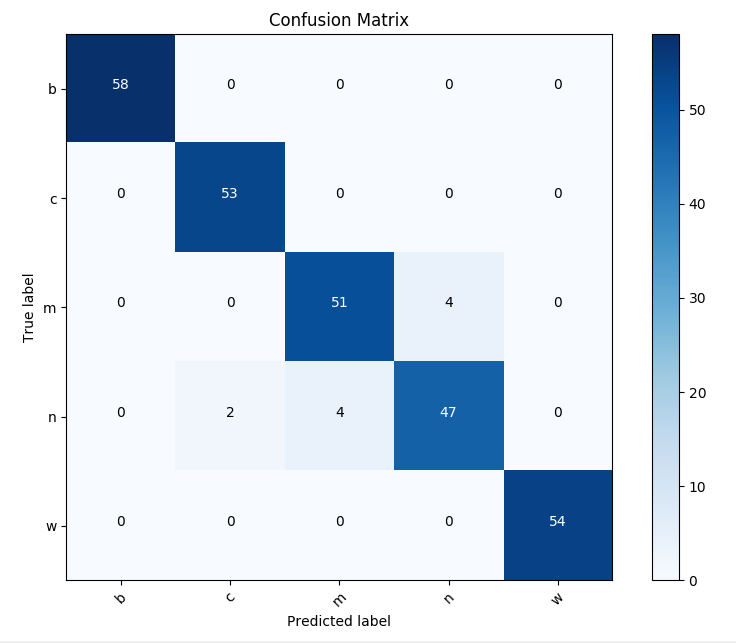 Confusion Matrix
b 58 0 0 0 0
c 0 53 0 0 0
m 0 0 51 4 0
n 0 2 4 47 0
w 0 0 0 0 54
b c m n w
True label
Predicted label
50
40
30
20
10
0